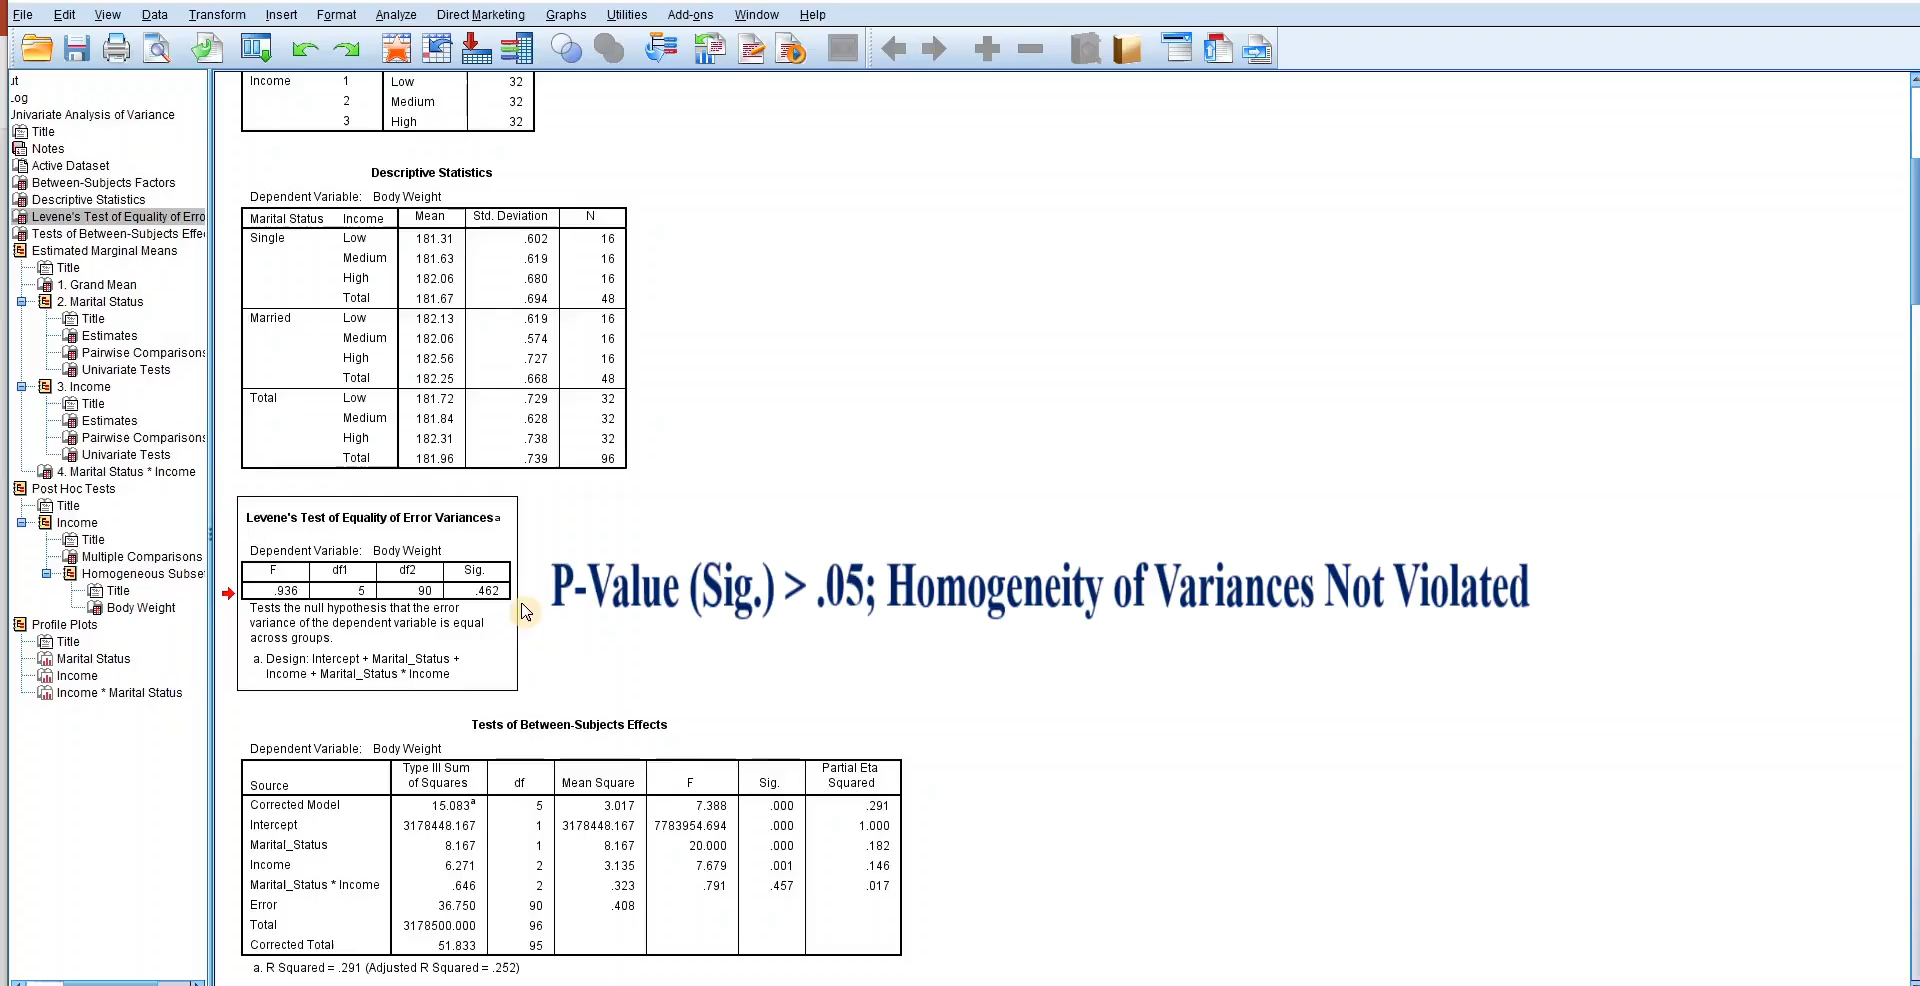 File Edit View Data Transform Insert Format Analyze Direct Marketing Graphs Utilities Add-ons Window Help
Univariate Analysis of Variance
Title
Notes
Active Dataset
Between-Subjects Factors
Descriptive Statistics
Levene's Test of Equality of Erro
Tests of Between-Subjects Effe
Estimated Marginal Means
Title
1. Grand Mean
2. Marital Status
Title
Estimates
Pairwise Comparisons
Univariate Tests
3. Income
Title
Estimates
Pairwise Comparisons
Univariate Tests
4. Marital Status * Income
Post Hoc Tests
Title
Income
Title
Multiple Comparisons
Homogeneous Subse
Title
Body Weight
Profile Plots
Title
Marital Status
Income
Income * Marital Status
Income 1 Low 32
2 Medium 32
3 High 32
Descriptive Statistics
Dependent Variable: Body Weight
Marital Status Income Mean Std. Deviation N
Single Low 181.31 .602 16
Medium 181.63 .619 16
High 182.06 .680 16
Total 181.67 .694 48
Married Low 182.13 .619 16
Medium 182.06 .574 16
High 182.56 .727 16
Total 182.25 .668 48
Total Low 181.72 .729 32
Medium 181.84 .628 32
High 182.31 .738 32
Total 181.96 .739 96
Levene's Test of Equality of Error Variances a
Dependent Variable: Body Weight
F df1 df2 Sig.
.936 5 90 .462
Tests the null hypothesis that the error
variance of the dependent variable is equal
across groups.
a. Design: Intercept + Marital_Status +
Income + Marital_Status * Income
P-Value (Sig.) > .05; Homogeneity of Variances Not Violated
Tests of Between-Subjects Effects
Dependent Variable: Body Weight
Source Type III Sum of Squares df Mean Square F Sig. Partial Eta Squared
Corrected Model 15.083a 5 3.017 7.388 .000 .291
Intercept 3178448.167 1 3178448.167 7783954.694 .000 1.000
Marital_Status 8.167 1 8.167 20.000 .000 .182
Income 6.271 2 3.135 7.679 .001 .146
Marital_Status * Income .646 2 .323 .791 .457 .017
Error 36.750 90 .408
Total 3178500.000 96
Corrected Total 51.833 95
a. R Squared = .291 (Adjusted R Squared = .252)